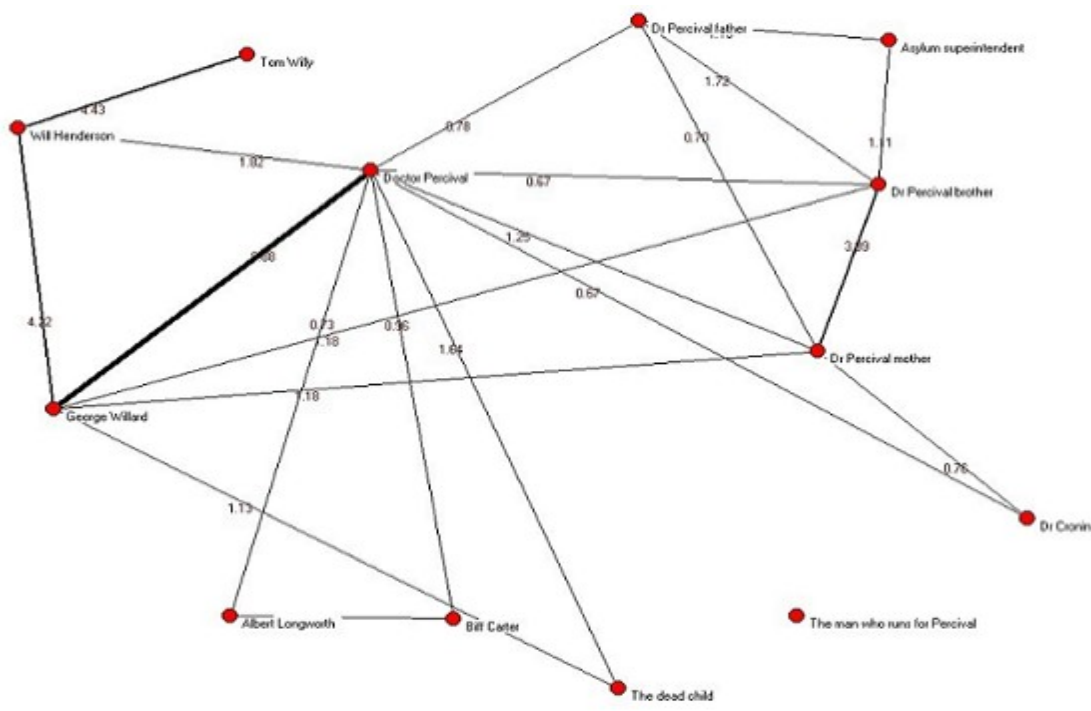 Dr Percival father
Asylum superintendent
Tom Willy
1.72
4.43
Will Henderson
0.78
0.70
1.11
1.82
Doctor Percival
0.67
Dr Percival brother
1.25
3.39
0.67
4.22
0.73
0.96
1.18
1.64
Dr Percival mother
1.18
George Willard
0.76
1.13
Dr Cronin
Albert Longworth
Biff Carter
The man who runs for Percival
The dead child